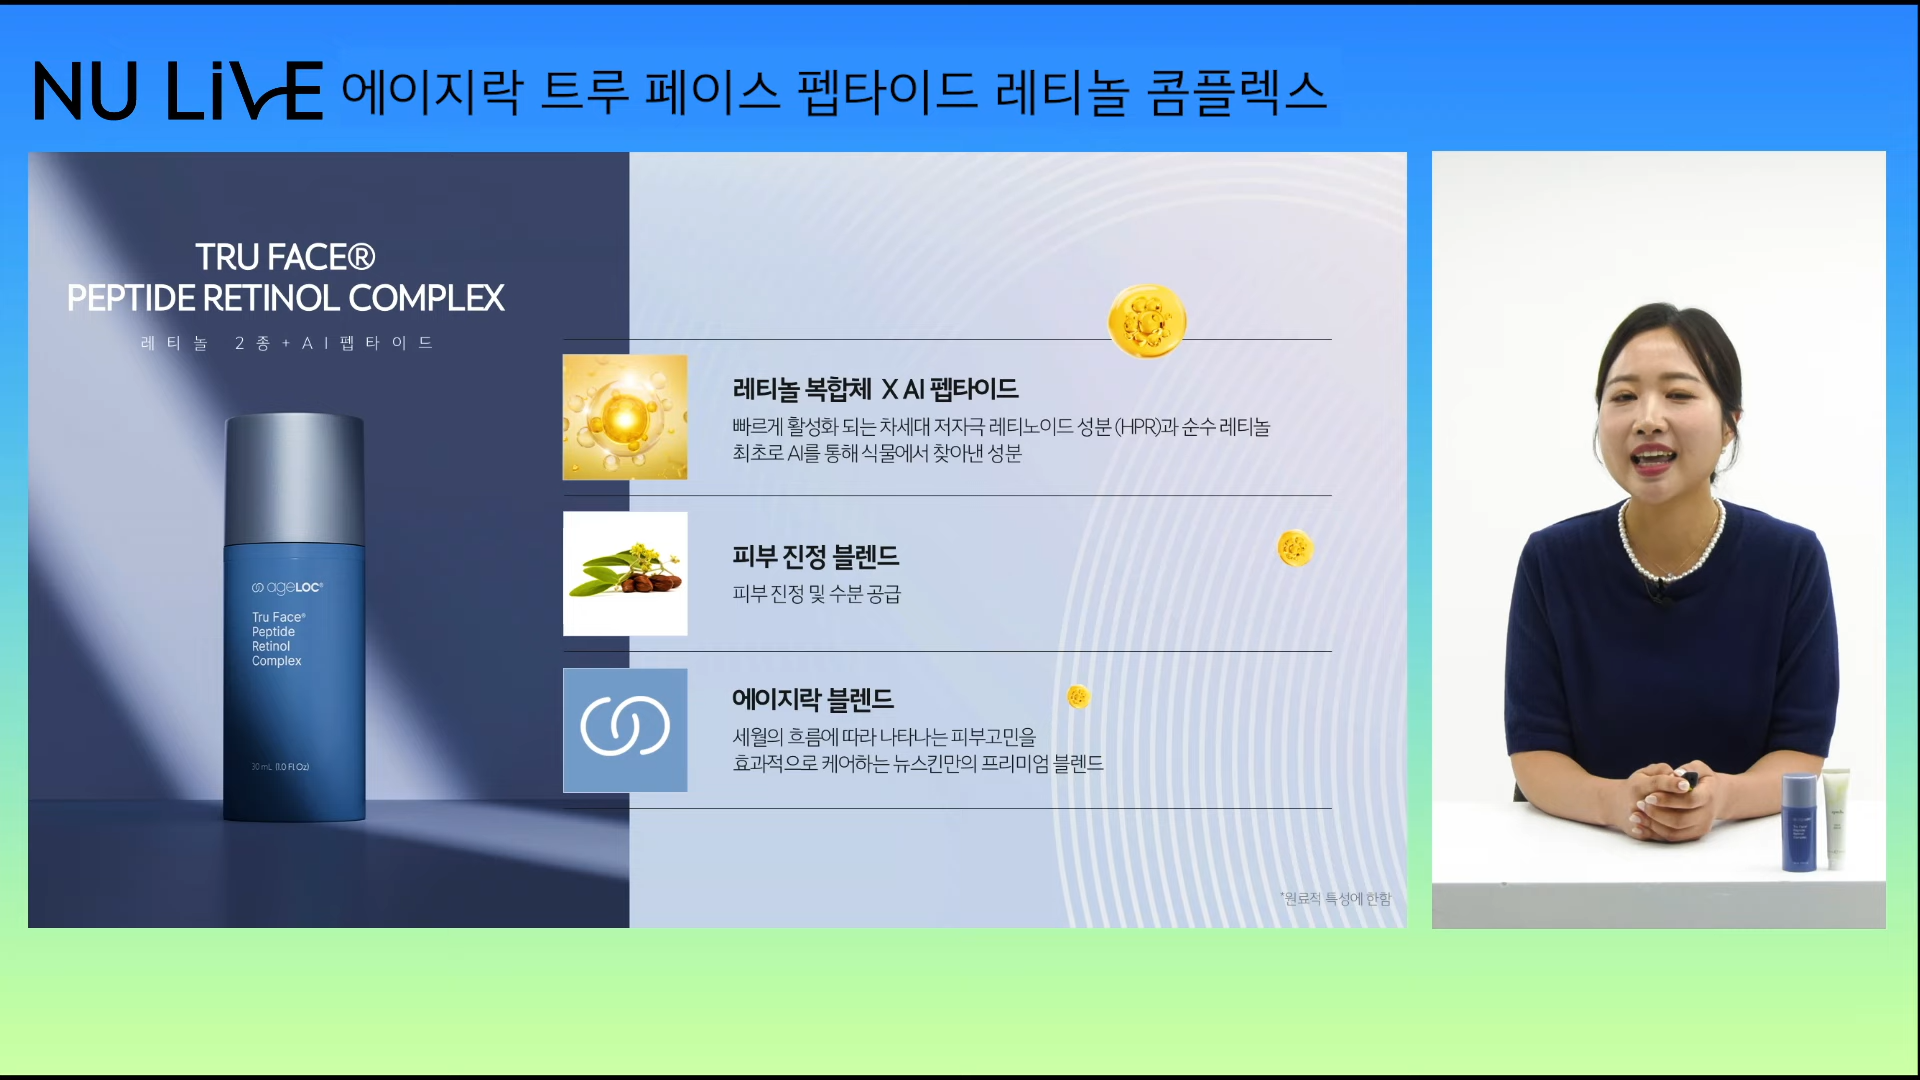 NU LiVE 에이지락 트루 페이스 펩타이드 레티놀 콤플렉스
TRU FACE®
PEPTIDE RETINOL COMPLEX
레티놀 2종+AI펩타이드
ageLOC®
Tru Face®
Peptide
Retinol
Complex
30 mL (1.0 Fl. Oz)
레티놀 복합체 X AI 펩타이드
빠르게 활성화 되는 차세대 저자극 레티노이드 성분 (HPR)과 순수 레티놀
최초로 AI를 통해 식물에서 찾아낸 성분
피부 진정 블렌드
피부 진정 및 수분 공급
에이지락 블렌드
세월의 흐름에 따라 나타나는 피부고민을
효과적으로 케어하는 뉴스킨만의 프리미엄 블렌드
*원료적 특성에 한함